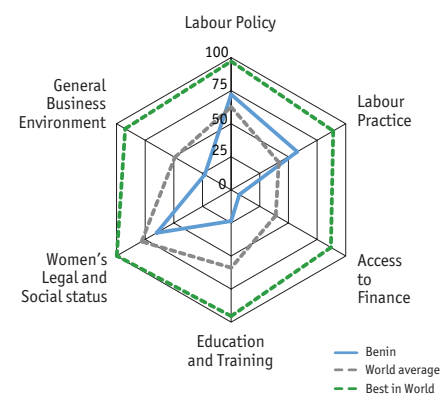 Labour Policy
100
75
50
25
0
General
Business
Environment
Labour
Practice
Women's
Legal and
Social status
Access
to
Finance
Education
and Training
Benin
World average
Best in World